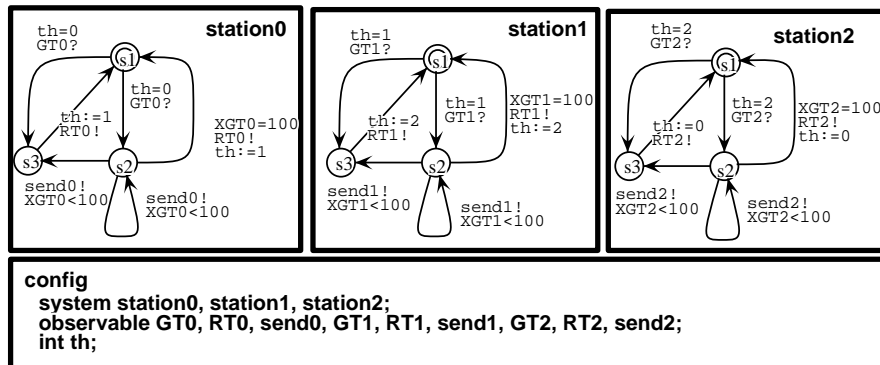 station0
th=0
GT0?
s1
th=0
GT0?
th:=1
RT0!
XGT0=100
RT0!
th:=1
s3
s2
send0!
XGT0<100
send0!
XGT0<100
station1
th=1
GT1?
s1
th=1
GT1?
th:=2
RT1!
XGT1=100
RT1!
th:=2
s3
s2
send1!
XGT1<100
send1!
XGT1<100
station2
th=2
GT2?
s1
th=2
GT2?
th:=0
RT2!
XGT2=100
RT2!
th:=0
s3
s2
send2!
XGT2<100
send2!
XGT2<100
config
system station0, station1, station2;
observable GT0, RT0, send0, GT1, RT1, send1, GT2, RT2, send2;
int th;